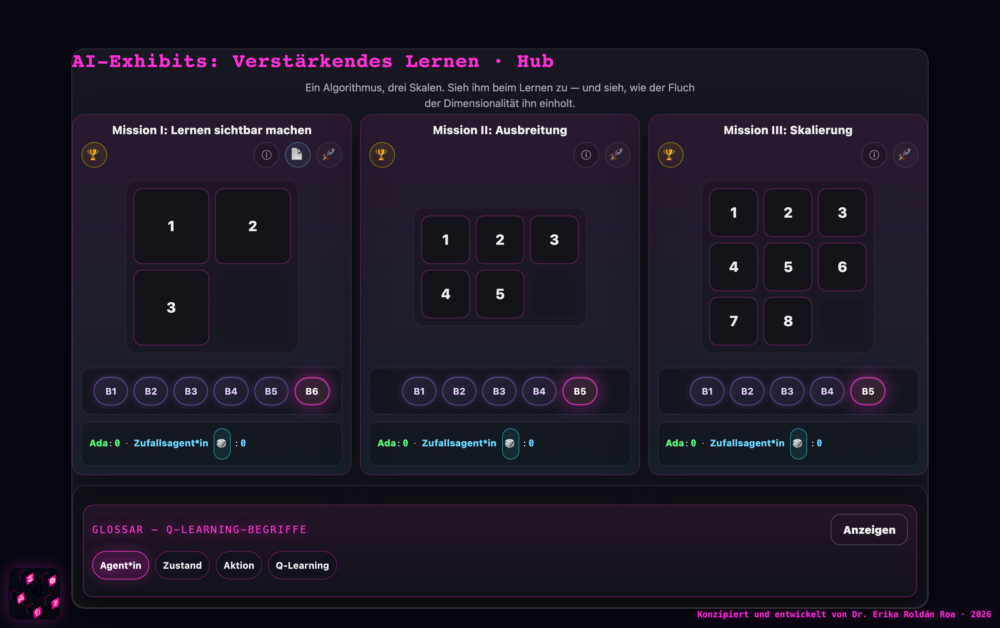 AI-Exhibits: Verstärkendes Lernen · Hub
Ein Algorithmus, drei Skalen. Sieh ihm beim Lernen zu — und sieh, wie der Fluch
der Dimensionalität ihn einholt.
Mission I: Lernen sichtbar machen
1 2
3
B1 B2 B3 B4 B5 B6
Ada: 0 · Zufallsagent*in : 0
Mission II: Ausbreitung
1 2 3
4 5
B1 B2 B3 B4 B5
Ada: 0 · Zufallsagent*in : 0
Mission III: Skalierung
1 2 3
4 5 6
7 8
B1 B2 B3 B4 B5
Ada: 0 · Zufallsagent*in : 0
GLOSSAR — Q-LEARNING-BEGRIFFE
Anzeigen
Agent*in Zustand Aktion Q-Learning
AI
Konzipiert und entwickelt von Dr. Erika Roldán Roa · 2026